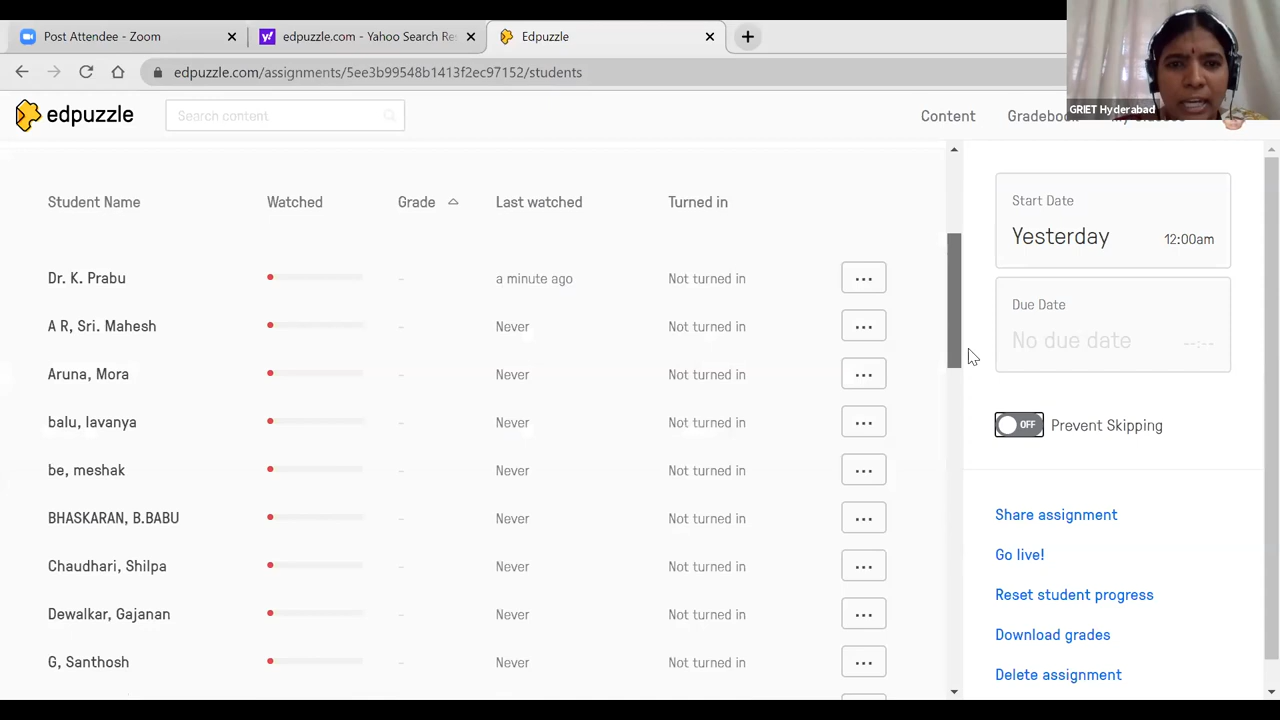 Post Attendee - Zoom
edpuzzle.com - Yahoo Search Re
Edpuzzle
edpuzzle.com/assignments/5ee3b99548b1413f2ec97152/students
GRIET Hyderabad
edpuzzle
Search content
Content
Gradebook
Student Name Watched Grade Last watched Turned in
Dr. K. Prabu – a minute ago Not turned in ...
A R, Sri. Mahesh – Never Not turned in ...
Aruna, Mora – Never Not turned in ...
balu, lavanya – Never Not turned in ...
be, meshak – Never Not turned in ...
BHASKARAN, B.BABU – Never Not turned in ...
Chaudhari, Shilpa – Never Not turned in ...
Dewalkar, Gajanan – Never Not turned in ...
G, Santhosh – Never Not turned in ...
Start Date
Yesterday 12:00am
Due Date
No due date --:--
OFF Prevent Skipping
Share assignment
Go live!
Reset student progress
Download grades
Delete assignment